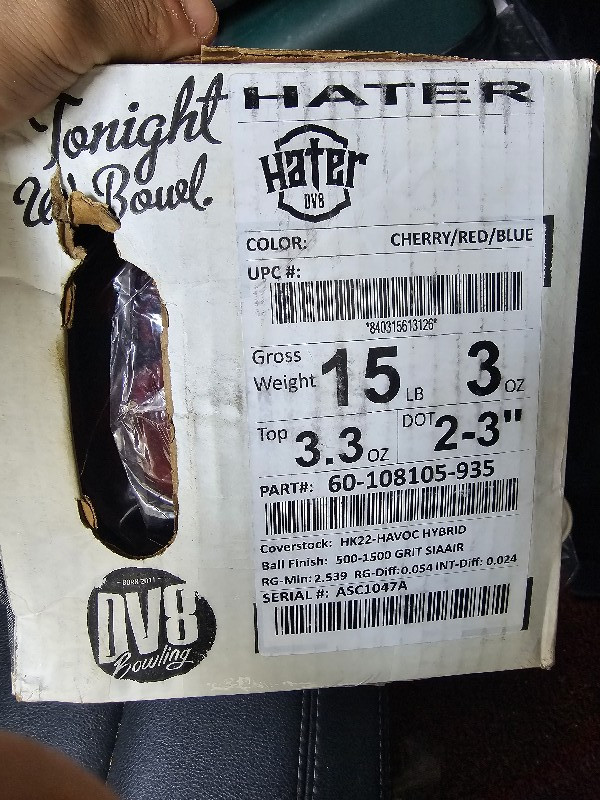 Tonight
We Bowl.
HATER
Hater
DV8
COLOR: CHERRY/RED/BLUE
UPC #:
*840315613126*
Gross Weight 15 LB 3 OZ
Top 3.3 OZ DOT 2-3"
PART#: 60-108105-935
Coverstock: HK22-HAVOC HYBRID
Ball Finish: 500-1500 GRIT SIAAIR
RG-Min: 2.539 RG-Diff: 0.054 INT-Diff: 0.024
SERIAL #: ASC1047A
- BORN 2011 -
DV8
Bowling